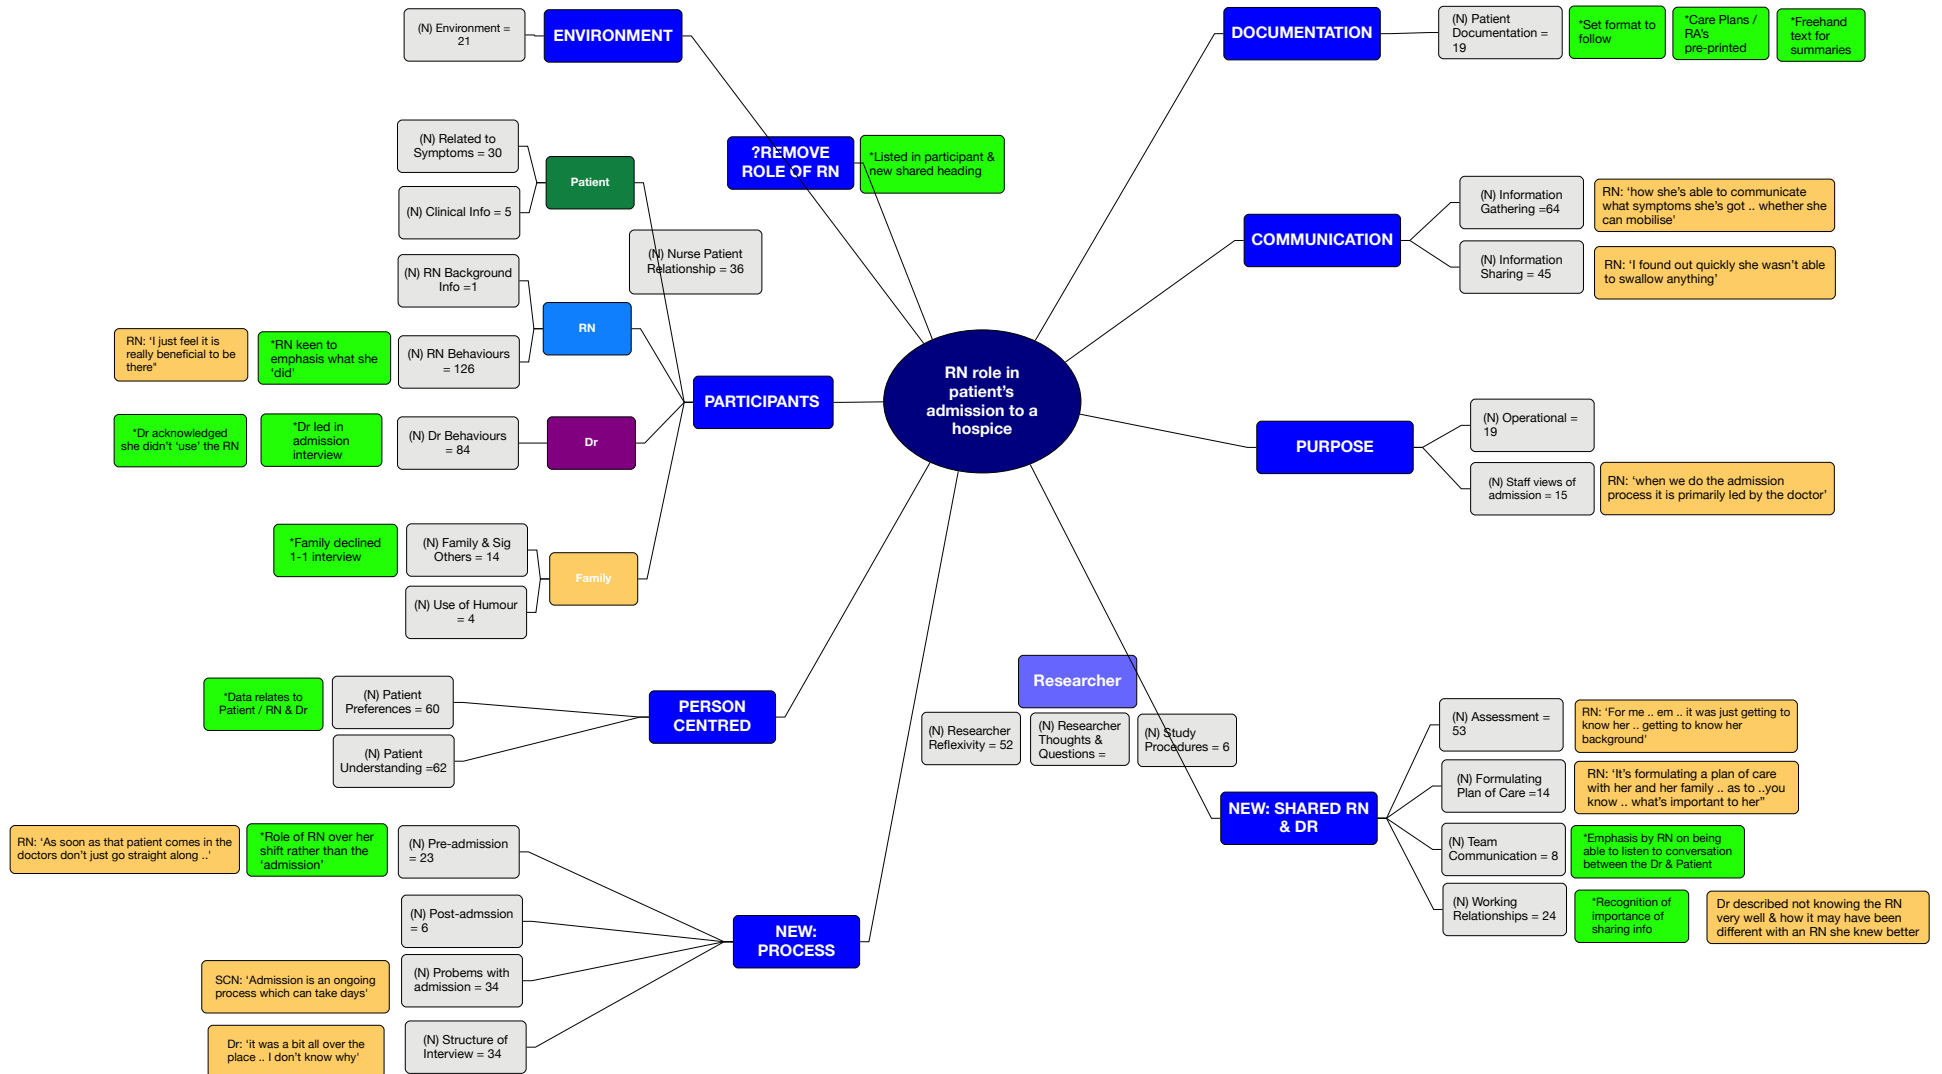 (N) Environment =
21
ENVIRONMENT
DOCUMENTATION
(N) Patient
Documentation =
19
*Set format to
follow
*Care Plans /
RA's
pre-printed
*Freehand
text for
summaries
(N) Related to
Symptoms = 30
Patient
(N) Clinical Info = 5
?REMOVE
ROLE OF RN
*Listed in participant &
new shared heading
(N) Nurse Patient
Relationship = 36
COMMUNICATION
(N) Information
Gathering =64
RN: 'how she's able to communicate
what symptoms she's got .. whether she
can mobilise'
(N) Information
Sharing = 45
RN: 'I found out quickly she wasn't able
to swallow anything'
(N) RN Background
Info =1
RN
RN: 'I just feel it is
really beneficial to be
there"
*RN keen to
emphasis what she
'did'
(N) RN Behaviours
= 126
PARTICIPANTS
RN role in
patient's
admission to a
hospice
*Dr acknowledged
she didn't 'use' the RN
*Dr led in
admission
interview
(N) Dr Behaviours
= 84
Dr
PURPOSE
(N) Operational =
19
(N) Staff views of
admission = 15
RN: 'when we do the admission
process it is primarily led by the doctor'
*Family declined
1-1 interview
(N) Family & Sig
Others = 14
Family
(N) Use of Humour
= 4
*Data relates to
Patient / RN & Dr
(N) Patient
Preferences = 60
(N) Patient
Understanding =62
PERSON
CENTRED
Researcher
(N) Researcher
Reflexivity = 52
(N) Researcher
Thoughts &
Questions =
(N) Study
Procedures = 6
NEW: SHARED RN
& DR
(N) Assessment =
53
RN: 'For me .. em .. it was just getting to
know her .. getting to know her
background'
(N) Formulating
Plan of Care =14
RN: 'It's formulating a plan of care
with her and her family .. as to ..you
know .. what's important to her"
(N) Team
Communication = 8
*Emphasis by RN on being
able to listen to conversation
between the Dr & Patient
(N) Working
Relationships = 24
*Recognition of
importance of
sharing info
Dr described not knowing the RN
very well & how it may have been
different with an RN she knew better
RN: 'As soon as that patient comes in the
doctors don't just go straight along ..'
*Role of RN over her
shift rather than the
'admission'
(N) Pre-admission
= 23
(N) Post-admssion
= 6
NEW:
PROCESS
SCN: 'Admission is an ongoing
process which can take days'
(N) Probems with
admission = 34
Dr: 'it was a bit all over the
place .. I don't know why'
(N) Structure of
Interview = 34